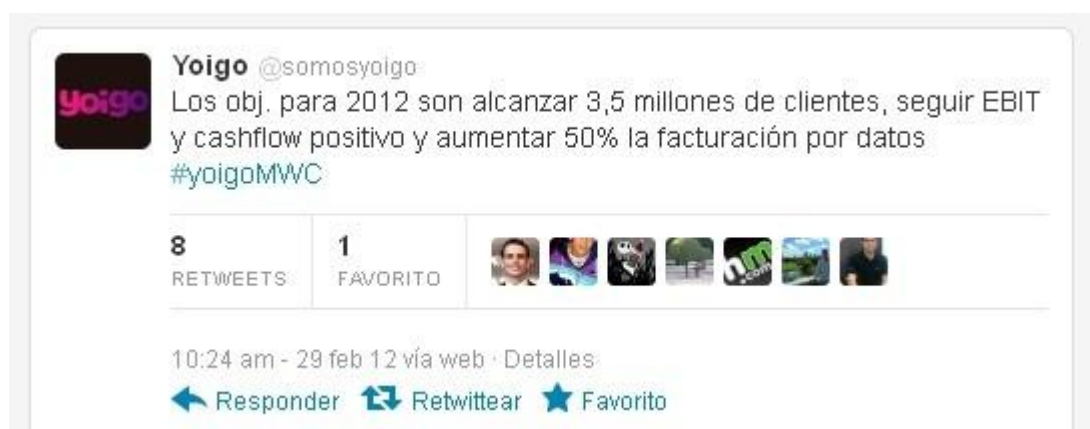 yoigo
Yoigo @somosyoigo
Los obj. para 2012 son alcanzar 3,5 millones de clientes, seguir EBIT
y cashflow positivo y aumentar 50% la facturación por datos
#yoigoMWC
8
RETWEETS
1
FAVORITO
nm
.com
10:24 am - 29 feb 12 vía web · Detalles
Responder Retwittear Favorito